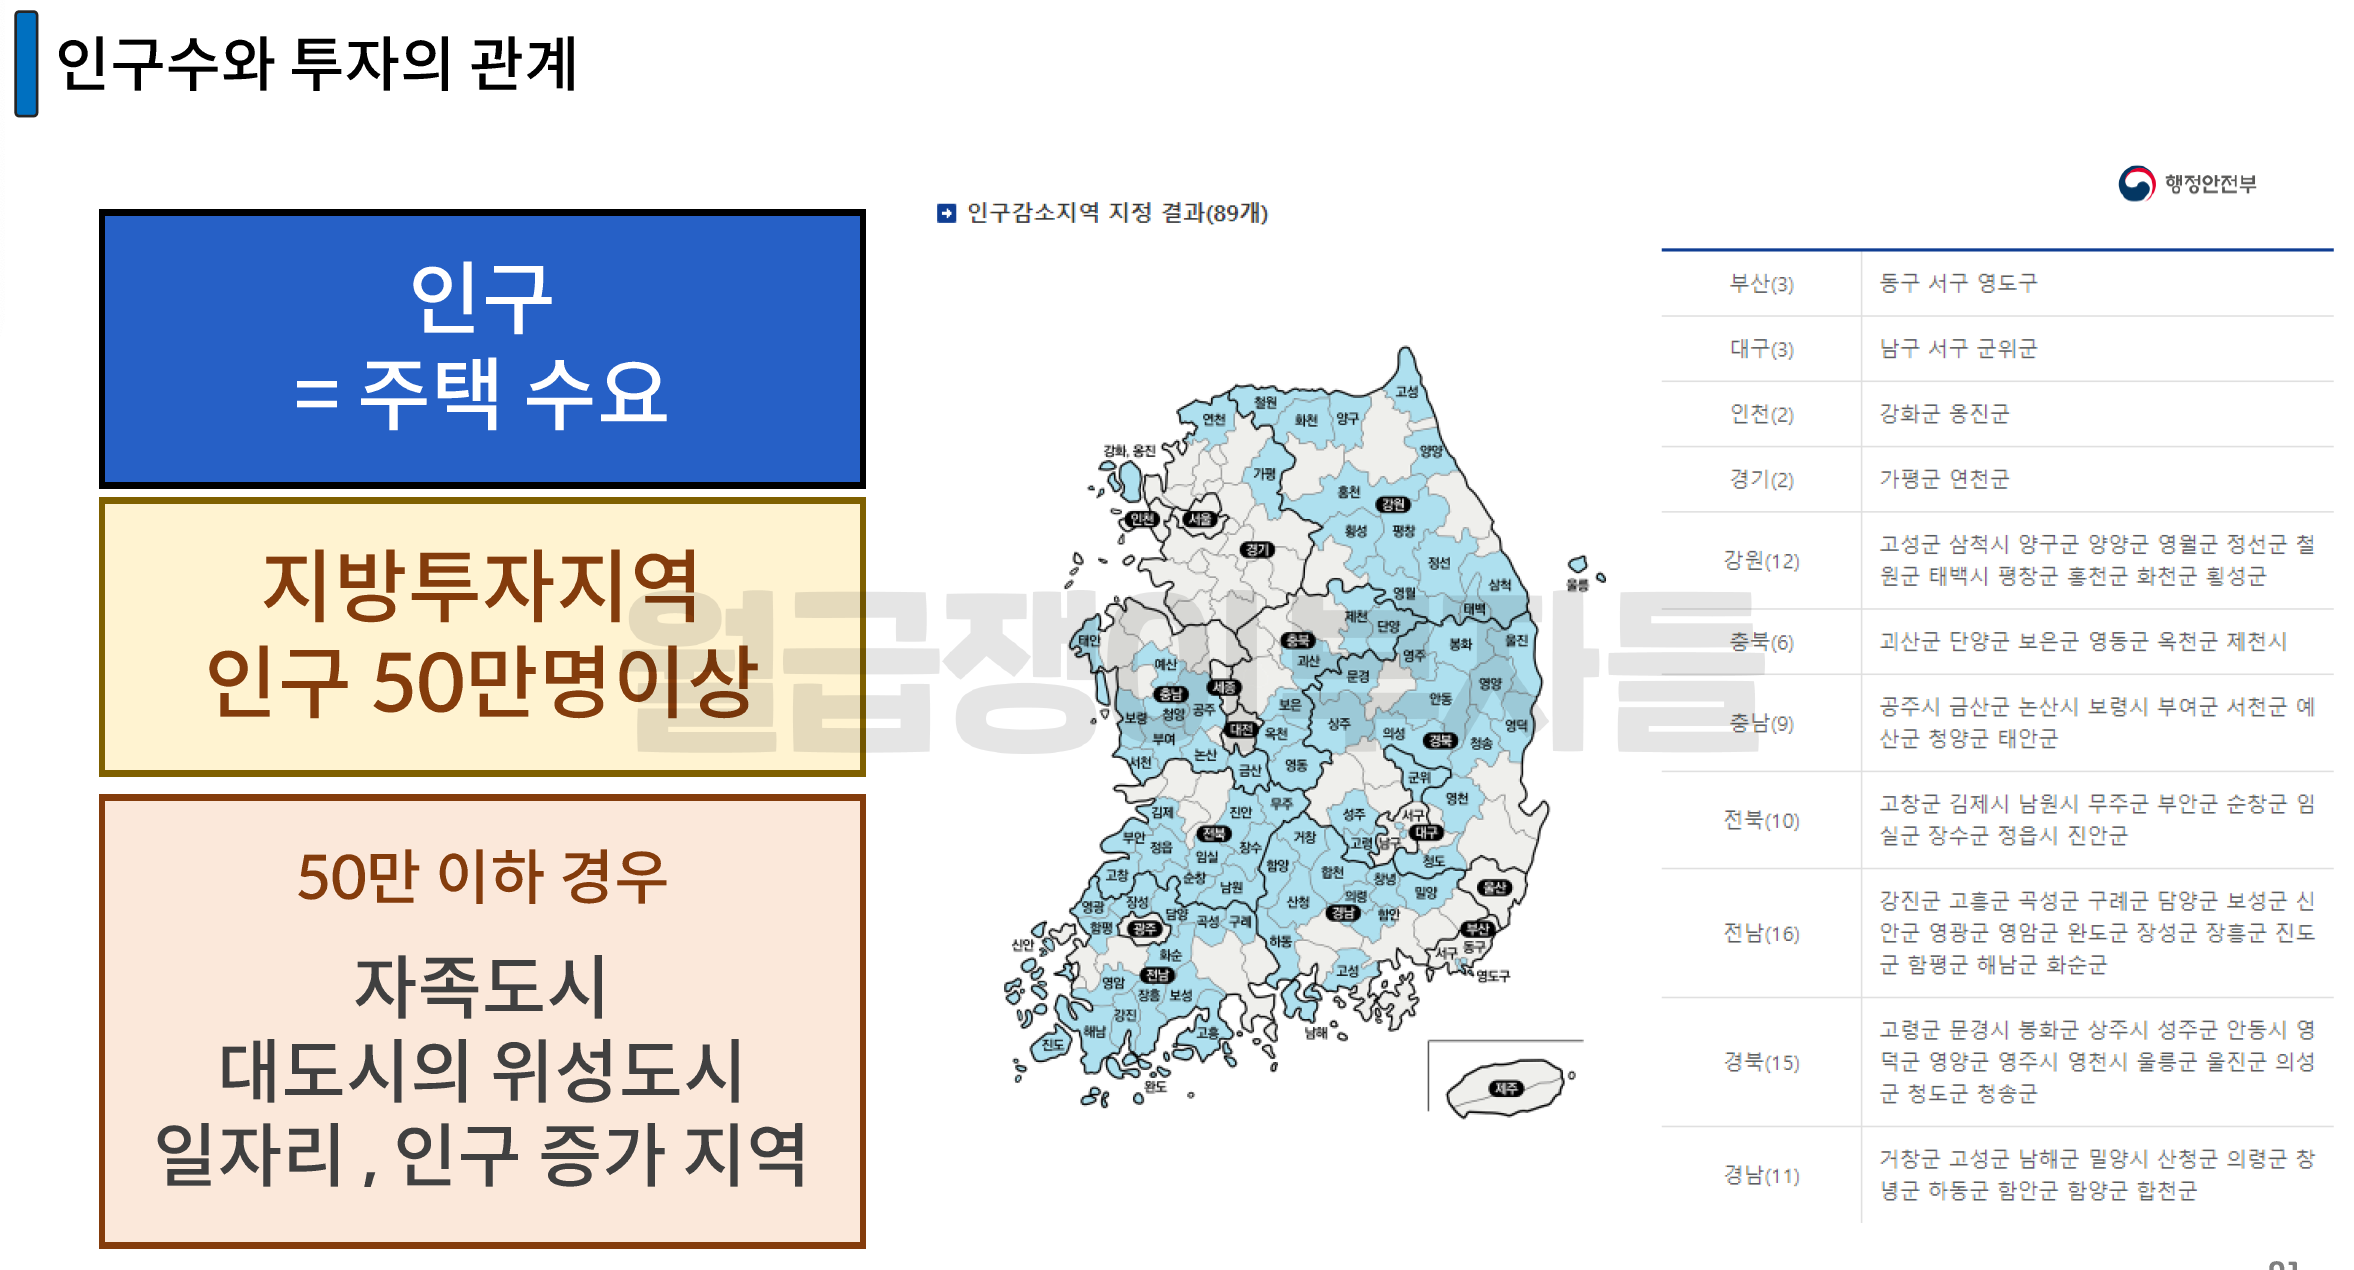 인구수와 투자의 관계
인구
= 주택 수요
지방투자지역
인구 50만명이상
50만 이하 경우
자족도시
대도시의 위성도시
일자리 , 인구 증가 지역
인구감소지역 지정 결과(89개)
행정안전부
고성
철원
연천
화천
양구
강화, 옹진
양양
가평
홍천
강원
인천
서울
횡성
평창
경기
정선
삼척
울릉
영월
태백
제천
단양
태안
충북
봉화
울진
예산
괴산
영주
문경
충남
세종
영양
안동
보령
청양
공주
보은
상주
영덕
대전
옥천
의성
경북
청송
부여
논산
서천
금산
영동
군위
영천
김제
진안
무주
성주
서구
대구
부안
전북
거창
고령
남구
정읍
임실
장수
함양
합천
청도
고창
순창
남원
창녕
밀양
울산
영광
장성
담양
곡성
구례
산청
의령
경남
함안
함평
광주
부산
신안
화순
하동
서구
동구
영암
전남
고성
영도구
장흥
보성
강진
해남
고흥
남해
진도
완도
제주
부산(3)
동구 서구 영도구
대구(3)
남구 서구 군위군
인천(2)
강화군 옹진군
경기(2)
가평군 연천군
강원(12)
고성군 삼척시 양구군 양양군 영월군 정선군 철
원군 태백시 평창군 홍천군 화천군 횡성군
충북(6)
괴산군 단양군 보은군 영동군 옥천군 제천시
충남(9)
공주시 금산군 논산시 보령시 부여군 서천군 예
산군 청양군 태안군
전북(10)
고창군 김제시 남원시 무주군 부안군 순창군 임
실군 장수군 정읍시 진안군
전남(16)
강진군 고흥군 곡성군 구례군 담양군 보성군 신
안군 영광군 영암군 완도군 장성군 장흥군 진도
군 함평군 해남군 화순군
경북(15)
고령군 문경시 봉화군 상주시 성주군 안동시 영
덕군 영양군 영주시 영천시 울릉군 울진군 의성
군 청도군 청송군
경남(11)
거창군 고성군 남해군 밀양시 산청군 의령군 창
녕군 하동군 함안군 함양군 합천군
월급쟁이부자들